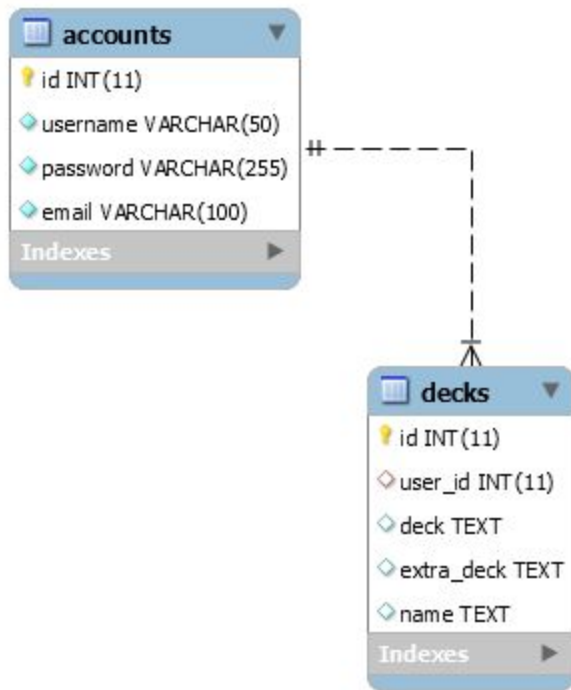 accounts
id INT(11)
username VARCHAR(50)
password VARCHAR(255)
email VARCHAR(100)
Indexes
decks
id INT(11)
user_id INT(11)
deck TEXT
extra_deck TEXT
name TEXT
Indexes